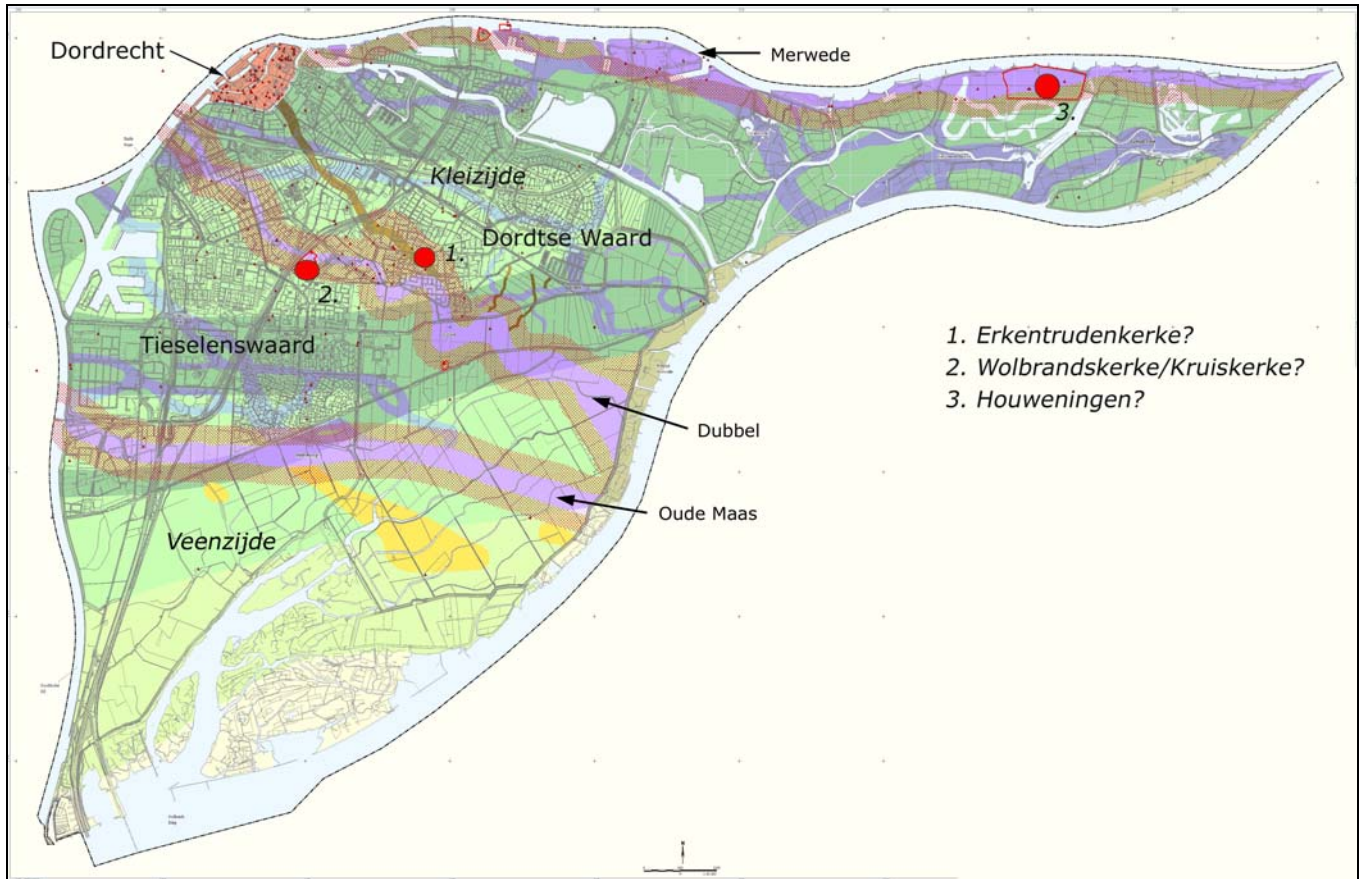 Dordrecht
Merwede
3.
Kleizijde
Dordtse Waard
1.
2.
Tieselenswaard
1. Erkentrudenkerke?
2. Wolbrandskerke/Kruiskerke?
3. Houweningen?
Dubbel
Oude Maas
Veenzijde